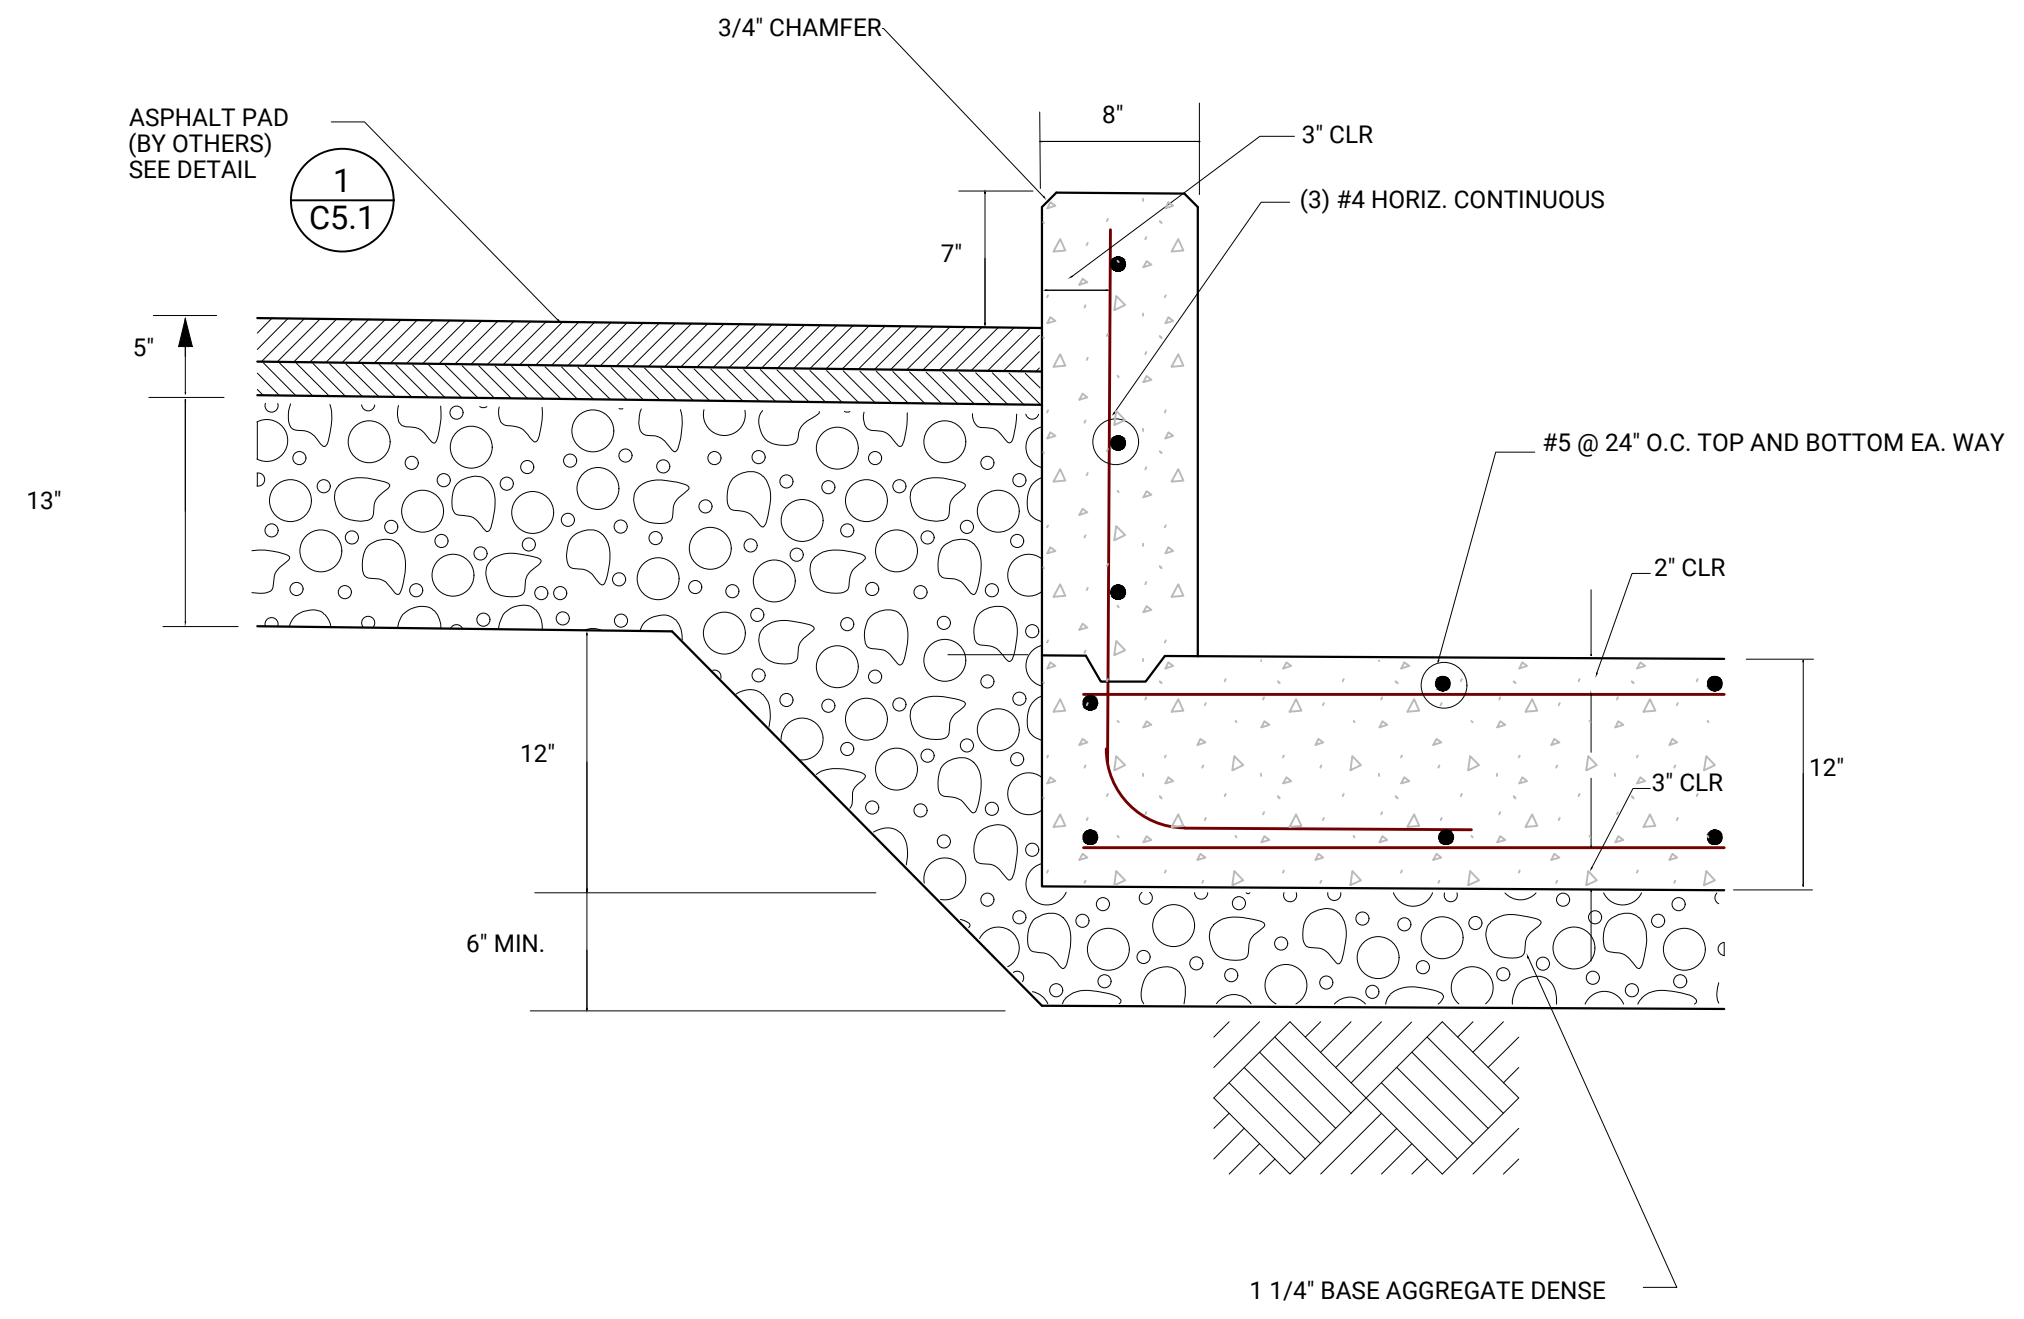 3/4" CHAMFER
ASPHALT PAD
(BY OTHERS)
SEE DETAIL
1
C5.1
8"
3" CLR
(3) #4 HORIZ. CONTINUOUS
7"
5"
#5 @ 24" O.C. TOP AND BOTTOM EA. WAY
13"
2" CLR
12"
12"
3" CLR
6" MIN.
1 1/4" BASE AGGREGATE DENSE